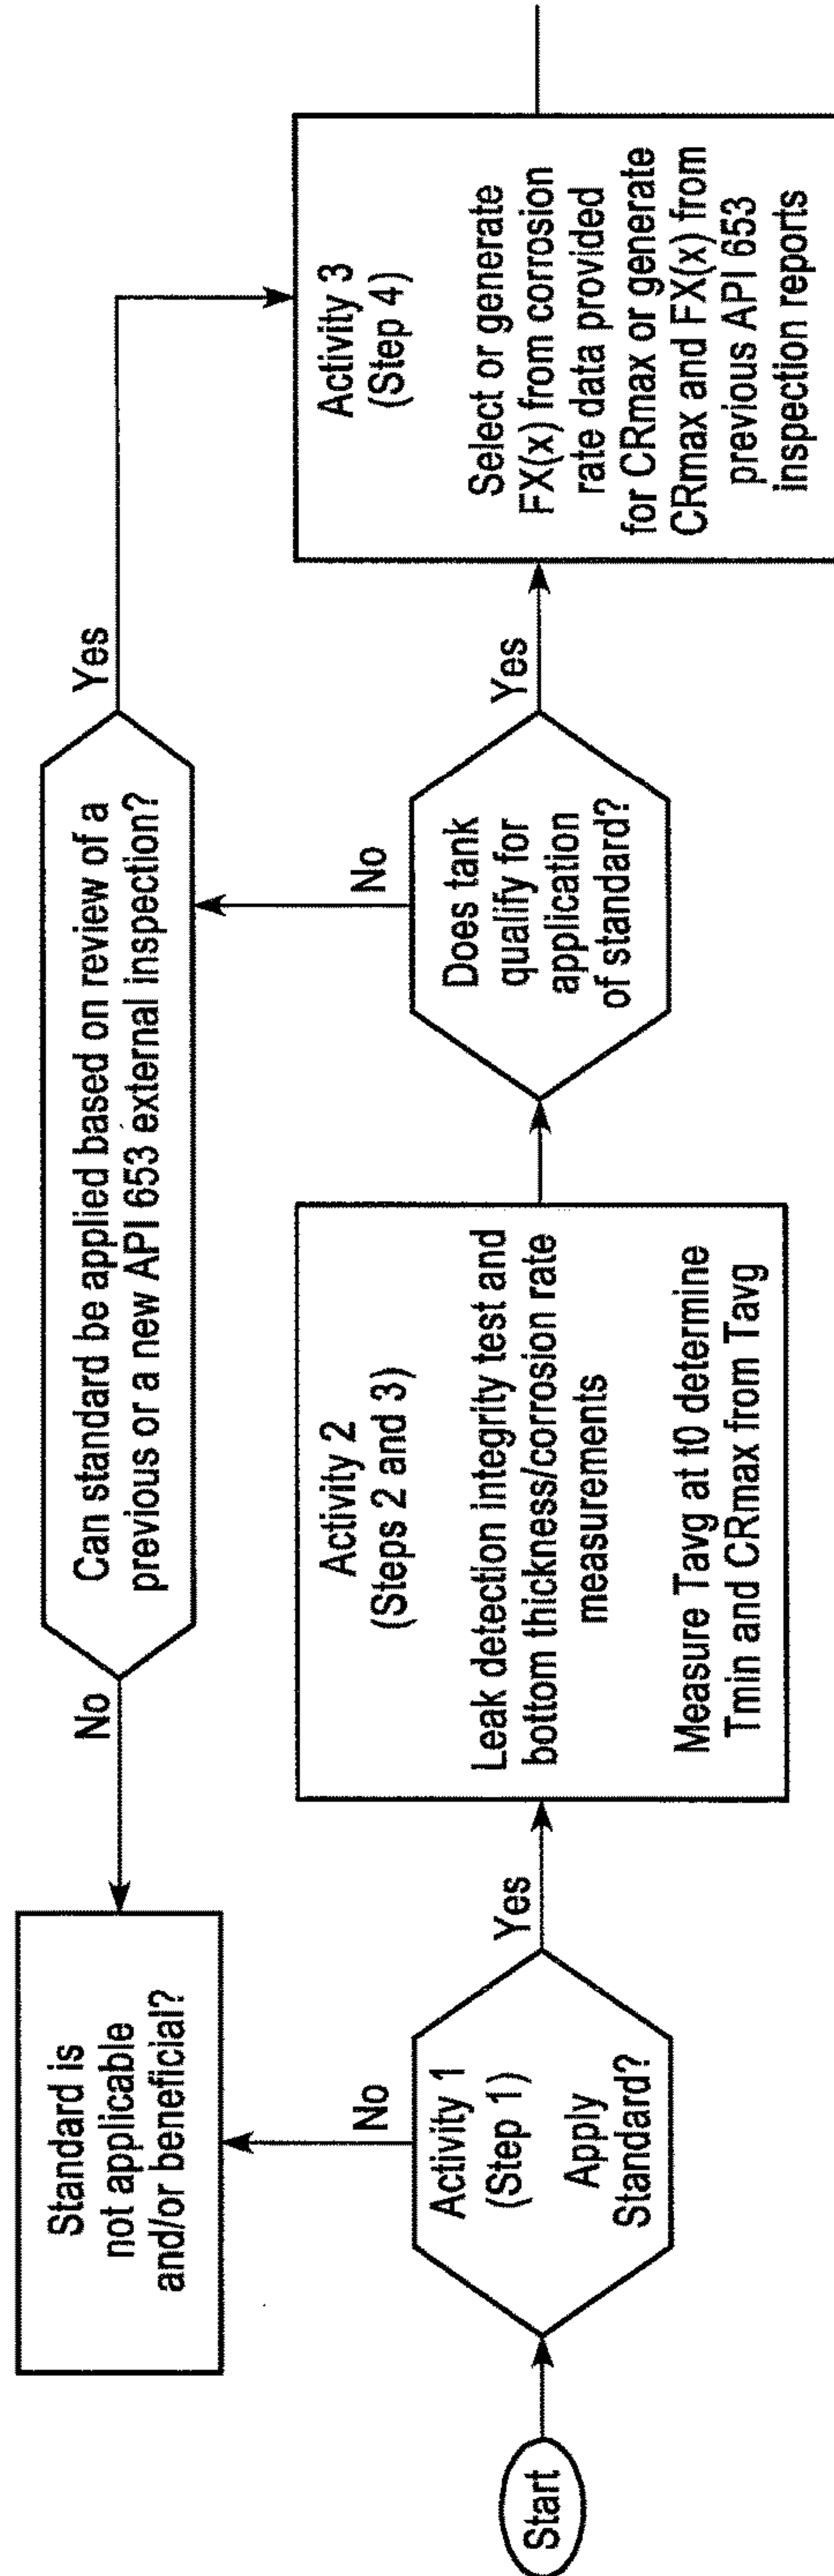 Start
Activity 1
(Step 1)
Apply
Standard?
No
Standard is
not applicable
and/or beneficial?
Yes
Activity 2
(Steps 2 and 3)
Leak detection integrity test and
bottom thickness/corrosion rate
measurements
Measure Tavg at t0 determine
Tmin and CRmax from Tavg
Does tank
qualify for
application
of standard?
No
Can standard be applied based on review of a
previous or a new API 653 external inspection?
No
Yes
Yes
Activity 3
(Step 4)
Select or generate
FX(x) from corrosion
rate data provided
for CRmax or generate
CRmax and FX(x) from
previous API 653
inspection reports